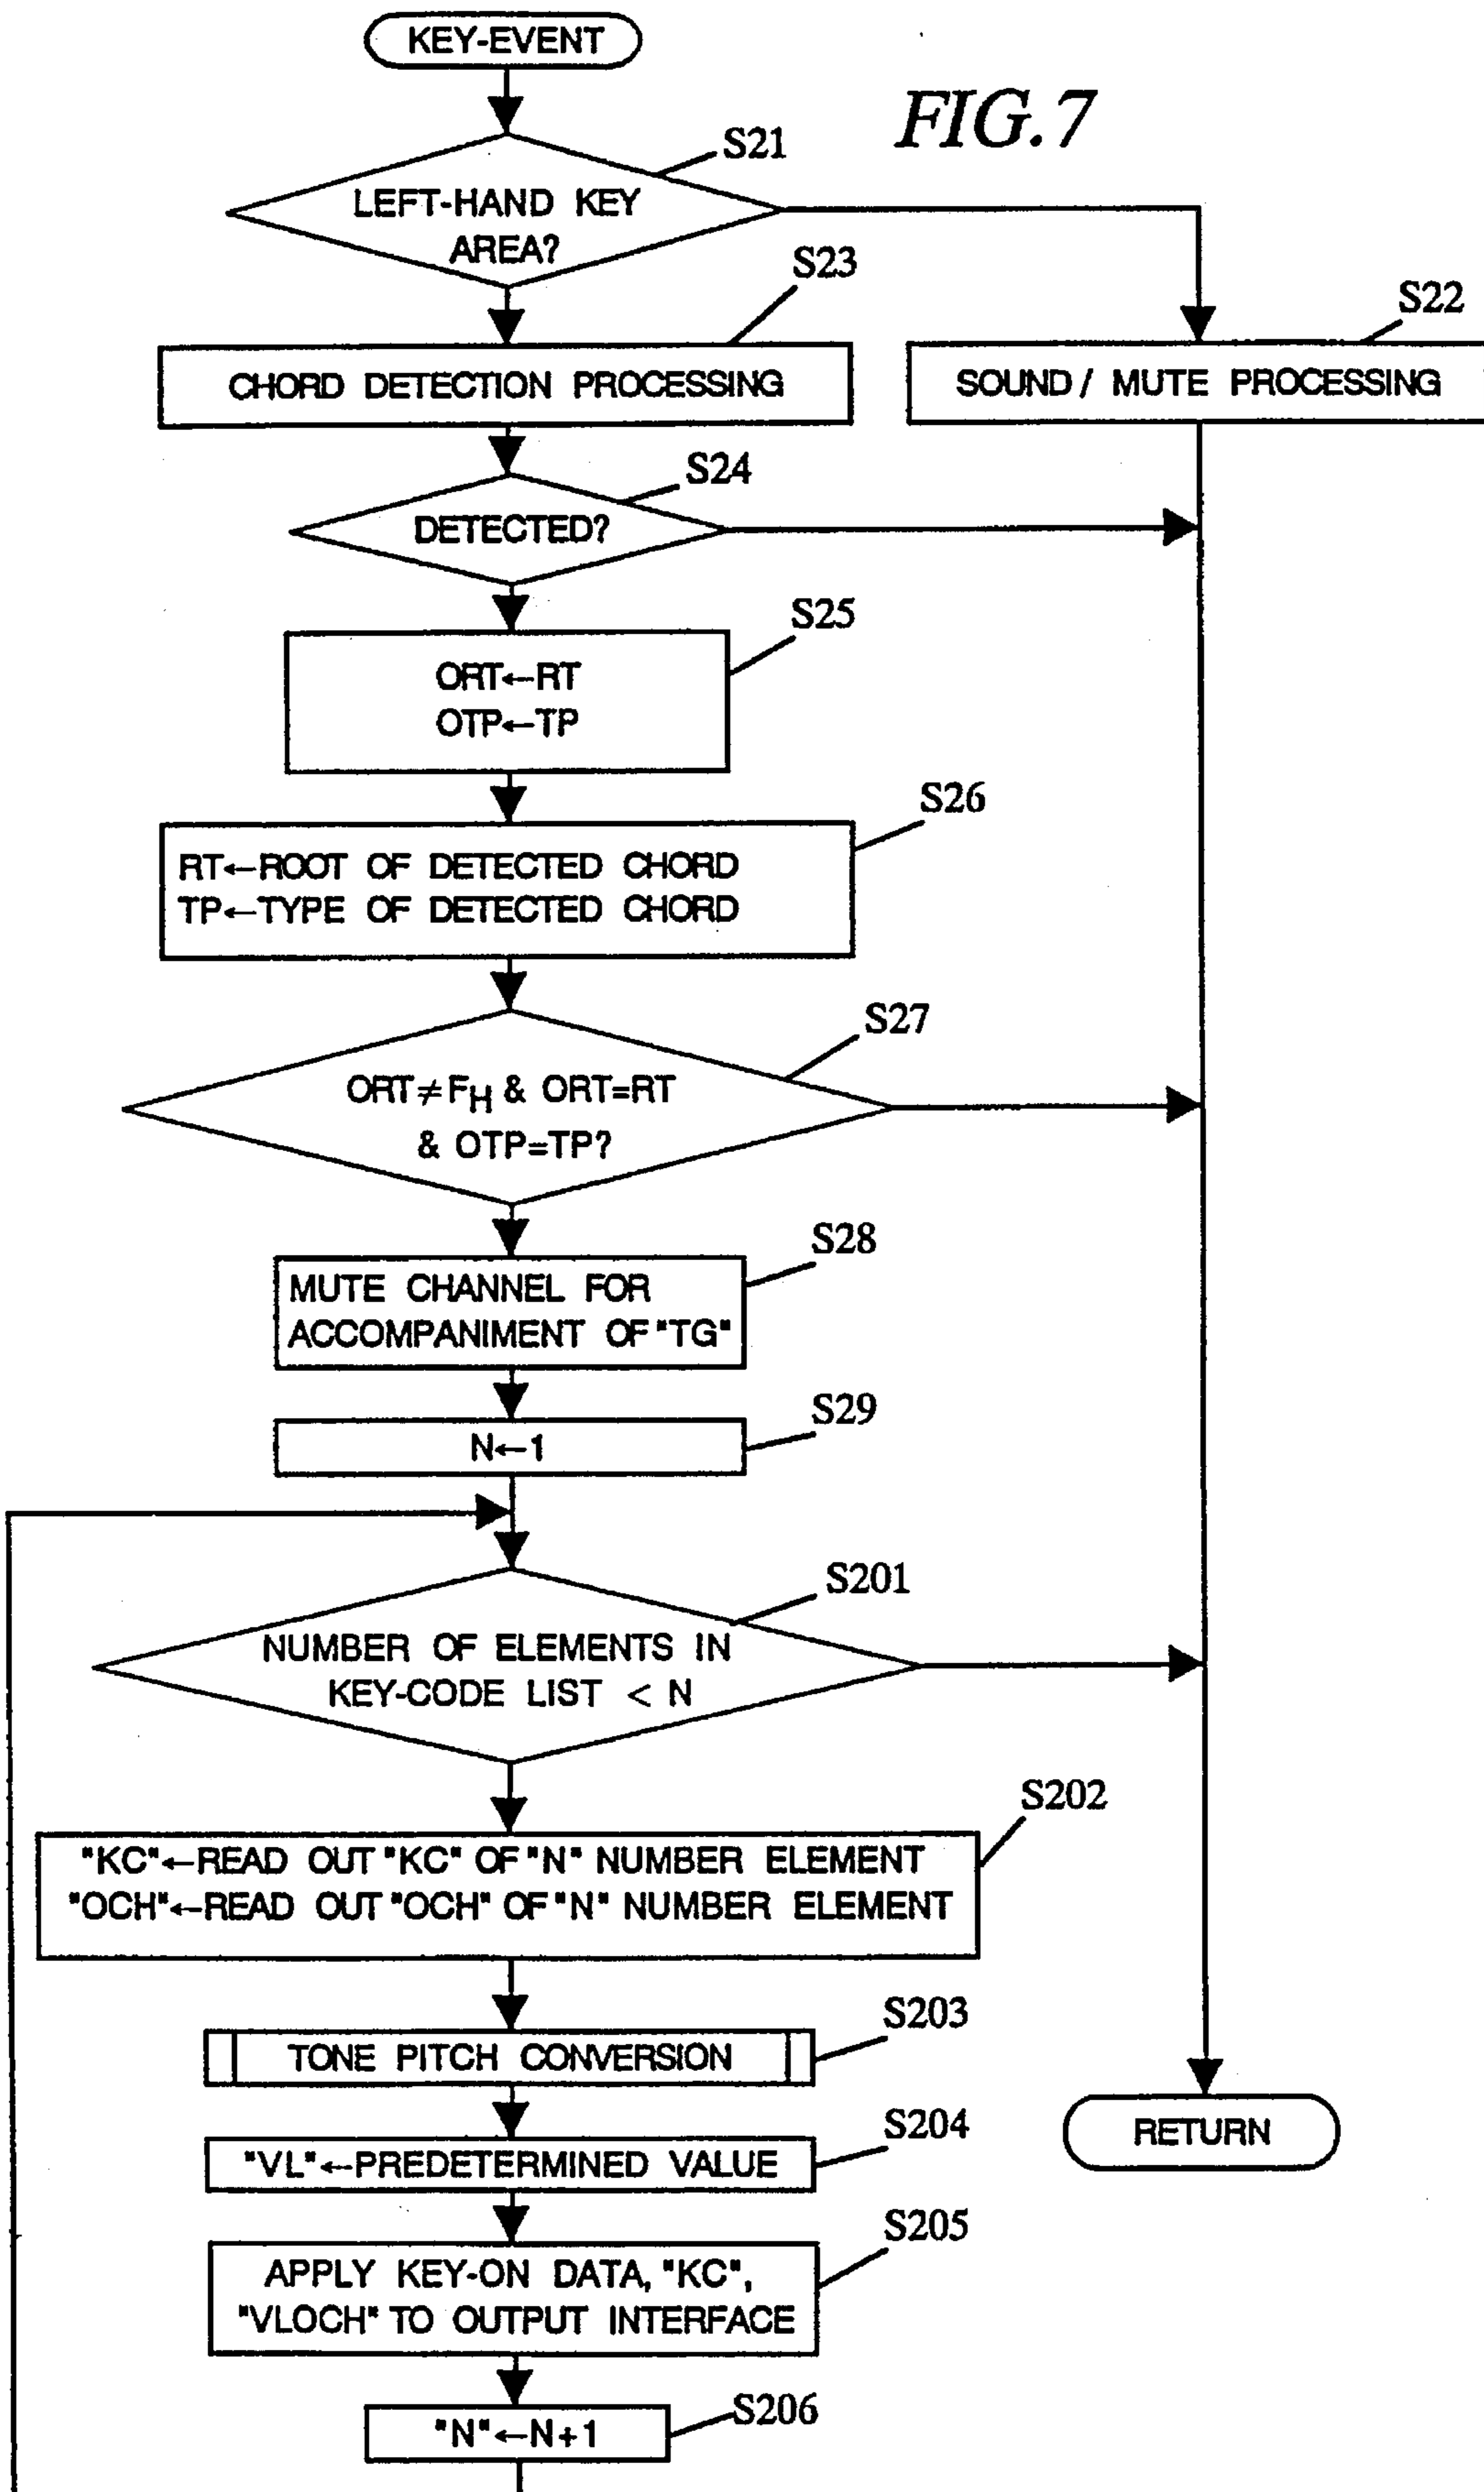 KEY-EVENT
FIG.7
S21
LEFT-HAND KEY
AREA?
S23
S22
CHORD DETECTION PROCESSING
SOUND / MUTE PROCESSING
S24
DETECTED?
S25
ORT←RT
OTP←TP
S26
RT←ROOT OF DETECTED CHORD
TP←TYPE OF DETECTED CHORD
S27
ORT≠FH & ORT=RT
& OTP=TP?
S28
MUTE CHANNEL FOR
ACCOMPANIMENT OF "TG"
S29
N←1
S201
NUMBER OF ELEMENTS IN
KEY-CODE LIST < N
S202
"KC"←READ OUT "KC" OF "N" NUMBER ELEMENT
"OCH"←READ OUT "OCH" OF "N" NUMBER ELEMENT
S203
TONE PITCH CONVERSION
S204
"VL"←PREDETERMINED VALUE
RETURN
S205
APPLY KEY-ON DATA, "KC",
"VLOCH" TO OUTPUT INTERFACE
S206
"N"←N+1